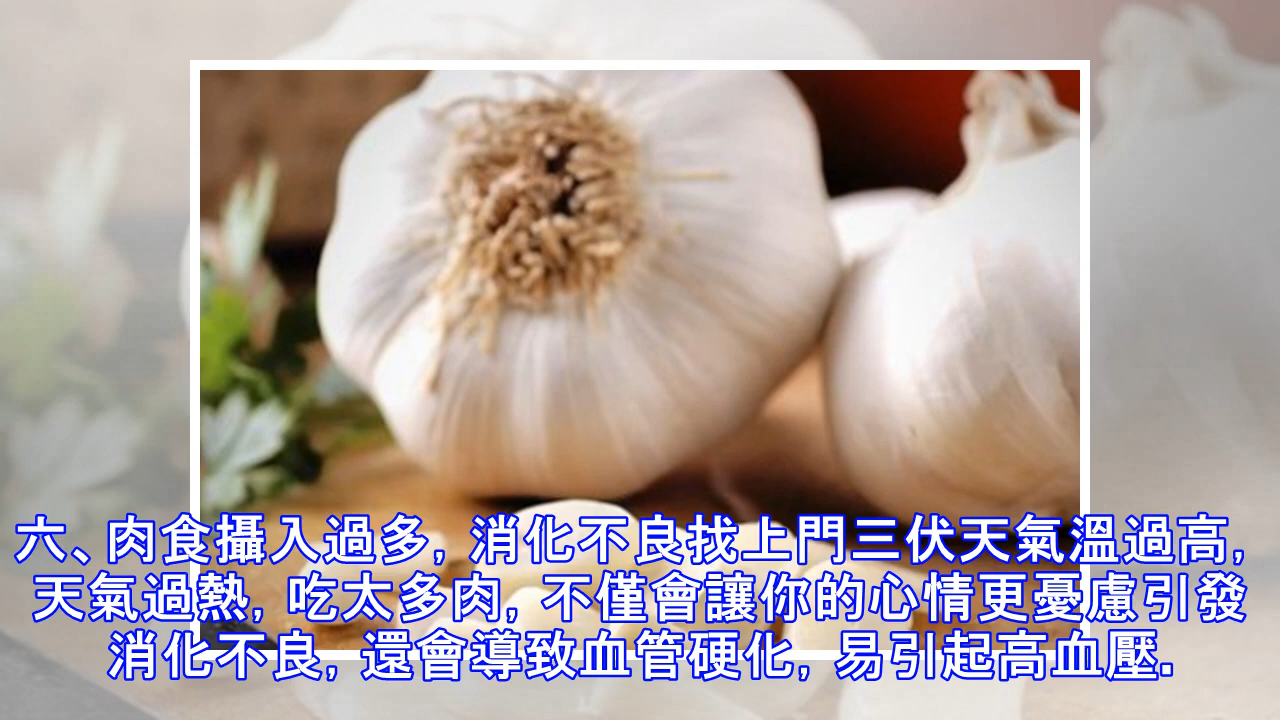 六、肉食攝入過多, 消化不良找上門三伏天氣溫過高,
天氣過熱, 吃太多肉, 不僅會讓你的心情更憂慮引發
消化不良, 還會導致血管硬化, 易引起高血壓.